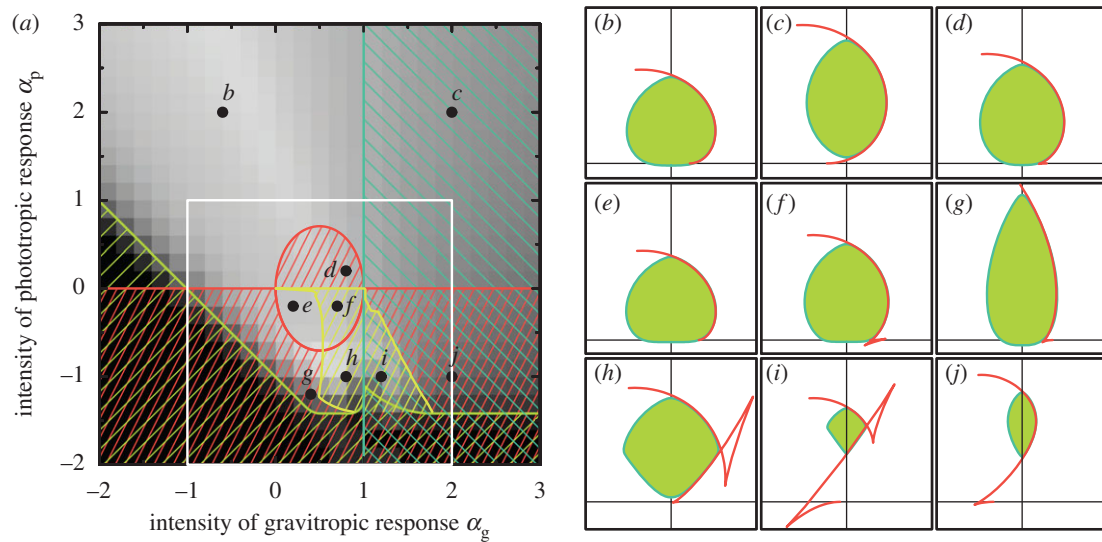 (a)
3
2
1
0
−1
−2
−2
−1
0
1
2
3
intensity of phototropic response αp
intensity of gravitropic response αg
b
c
d
e
f
g
h
i
j
(b)
(c)
(d)
(e)
(f)
(g)
(h)
(i)
(j)